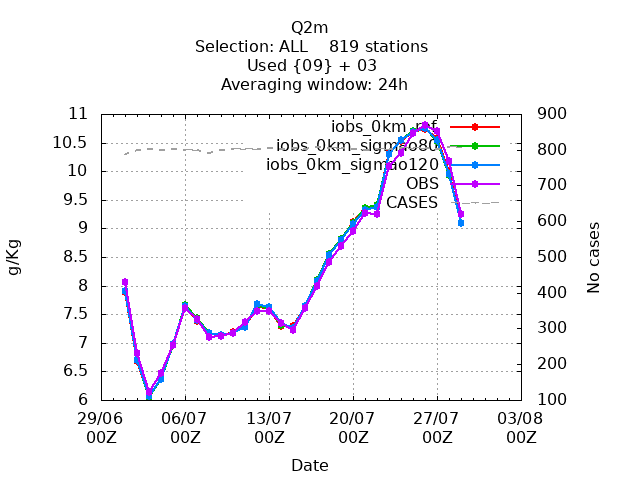 Q2m
Selection: ALL    819 stations
Used {09} + 03
Averaging window: 24h
iobs_0km_ref
iobs_0km_sigmao80
iobs_0km_sigmao120
OBS
CASES
11
10.5
10
9.5
9
8.5
8
7.5
7
6.5
6
900
800
700
600
500
400
300
200
100
g/Kg
No cases
29/06 06/07 13/07 20/07 27/07 03/08
00Z 00Z 00Z 00Z 00Z 00Z
Date